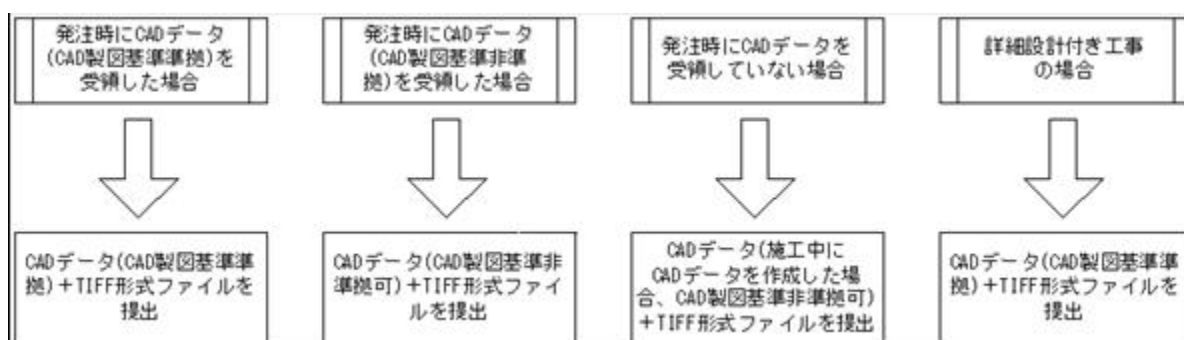 発注時にCADデータ
(CAD製図基準準拠)を
受領した場合
発注時にCADデータ
(CAD製図基準非準
拠)を受領した場合
発注時にCADデータを
受領していない場合
詳細設計付き工事
の場合
CADデータ(CAD製図基準準
拠)+TIFF形式ファイルを
提出
CADデータ(CAD製図基準非
準拠可)+TIFF形式ファイ
ルを提出
CADデータ(施工中に
CADデータを作成した場
合、CAD製図基準非準拠可)
+TIFF形式ファイルを提出
CADデータ(CAD製図基準準
拠)+TIFF形式ファイルを
提出